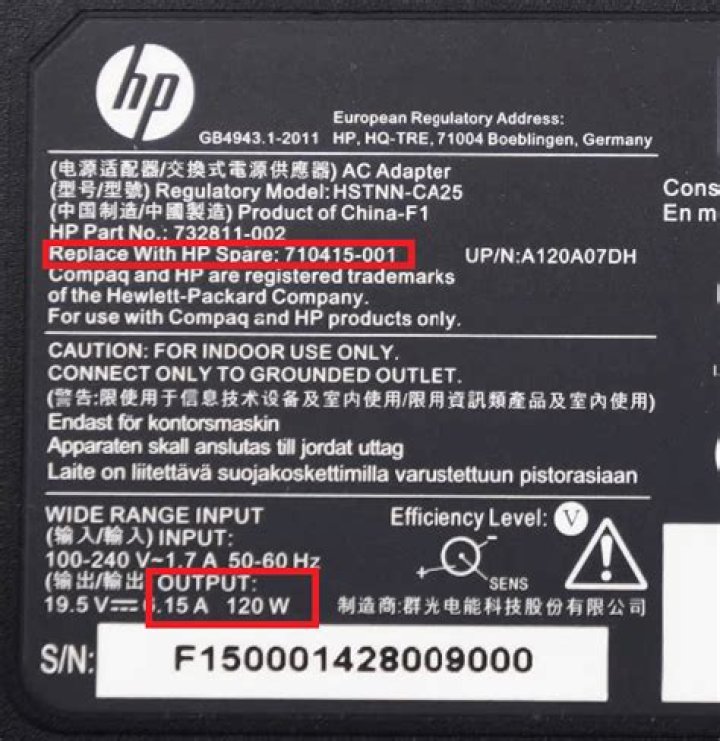 hp
European Regulatory Address:
GB4943.1-2011 HP, HQ-TRE, 71004 Boeblingen, Germany
(电源适配器/交換式電源供應器) AC Adapter
(型号/型號) Regulatory Model: HSTNN-CA25
(中国制造/中國製造) Product of China-F1
HP Part No.: 732811-002
Replace With HP Spare: 710415-001 UP/N:A120A07DH
Compaq and HP are registered trademarks
of the Hewlett-Packard Company.
For use with Compaq and HP products only.
Cons
En m
CAUTION: FOR INDOOR USE ONLY.
CONNECT ONLY TO GROUNDED OUTLET.
(警告:限使用于信息技术设备及室内使用/限用資訊類產品及室內使用)
Endast för kontorsmaskin
Apparaten skall anslutas till jordat uttag
Laite on liitettävä suojakoskettimilla varustettuun pistorasiaan
WIDE RANGE INPUT
(输入/輸入) INPUT:
100-240 V~1.7 A 50-60 Hz
(输出/輸出) OUTPUT:
19.5 V .15 A 120 W
Efficiency Level: V
+ -
SENS
制造商:群光电能科技股份有限公司
S/N: F150001428009000